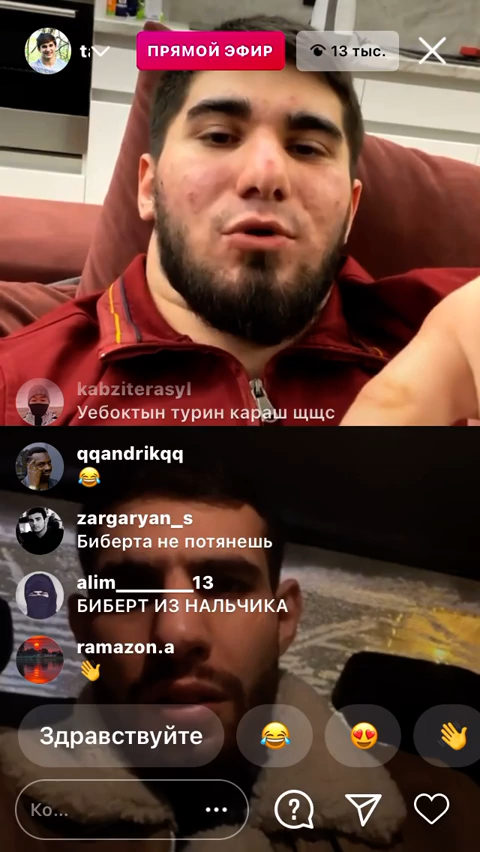 ПРЯМОЙ ЭФИР
13 тыс.
kabziterasyl
Уебоктын турин караш щщс
qqandrikqq
😂
zargaryan_s
Биберта не потянешь
alim________13
БИБЕРТ ИЗ НАЛЬЧИКА
ramazon.a
👋
Здравствуйте 😂 😍 👋
Ко...